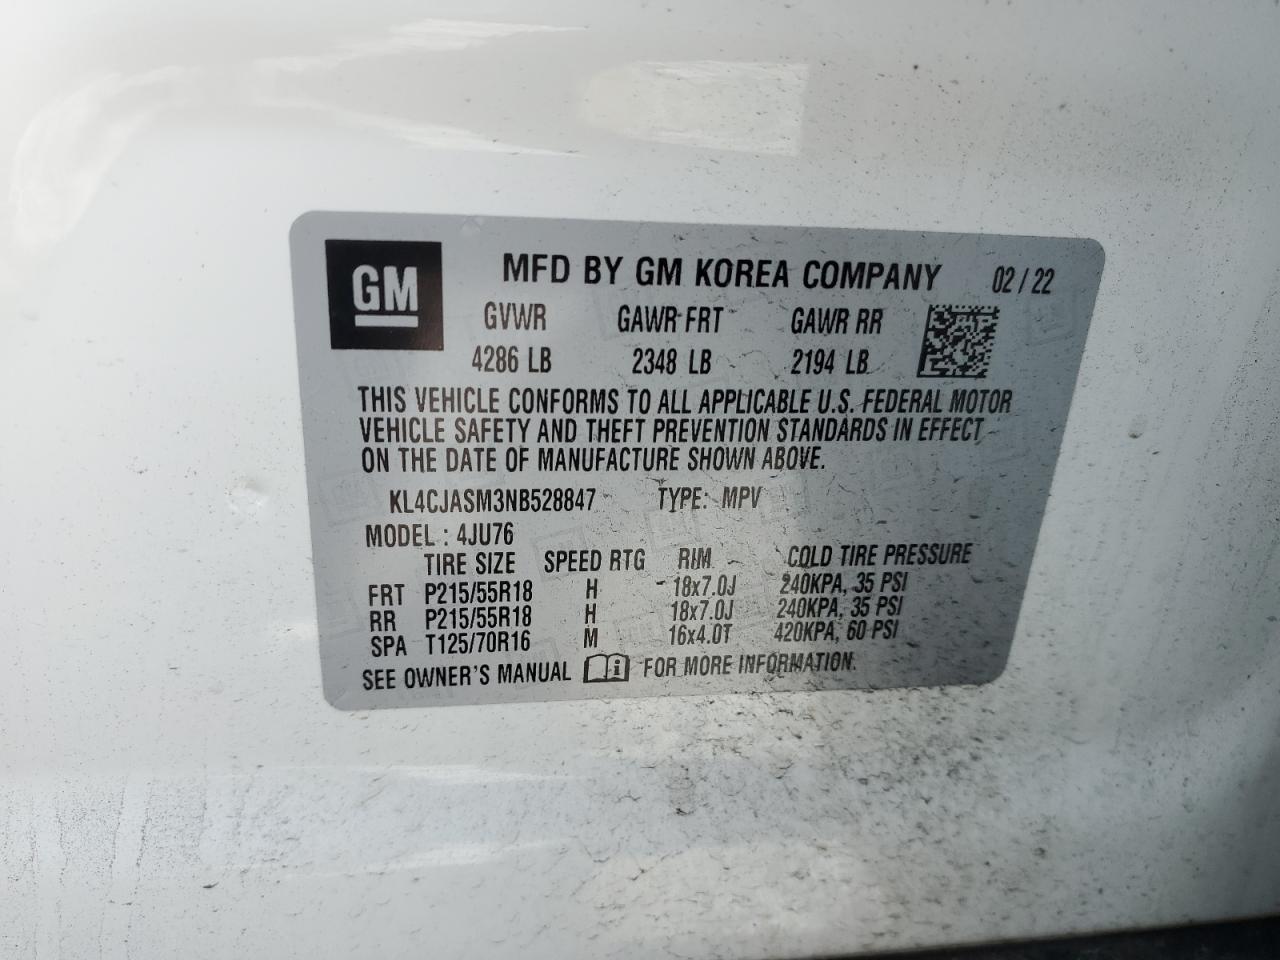 GM
MFD BY GM KOREA COMPANY 02 / 22
GVWR GAWR FRT GAWR RR
4286 LB 2348 LB 2194 LB
THIS VEHICLE CONFORMS TO ALL APPLICABLE U.S. FEDERAL MOTOR
VEHICLE SAFETY AND THEFT PREVENTION STANDARDS IN EFFECT
ON THE DATE OF MANUFACTURE SHOWN ABOVE.
KL4CJASM3NB528847 TYPE: MPV
MODEL : 4JU76
TIRE SIZE SPEED RTG RIM COLD TIRE PRESSURE
FRT P215/55R18 H 18x7.0J 240KPA, 35 PSI
RR P215/55R18 H 18x7.0J 240KPA, 35 PSI
SPA T125/70R16 M 16x4.0T 420KPA, 60 PSI
SEE OWNER'S MANUAL i FOR MORE INFORMATION.